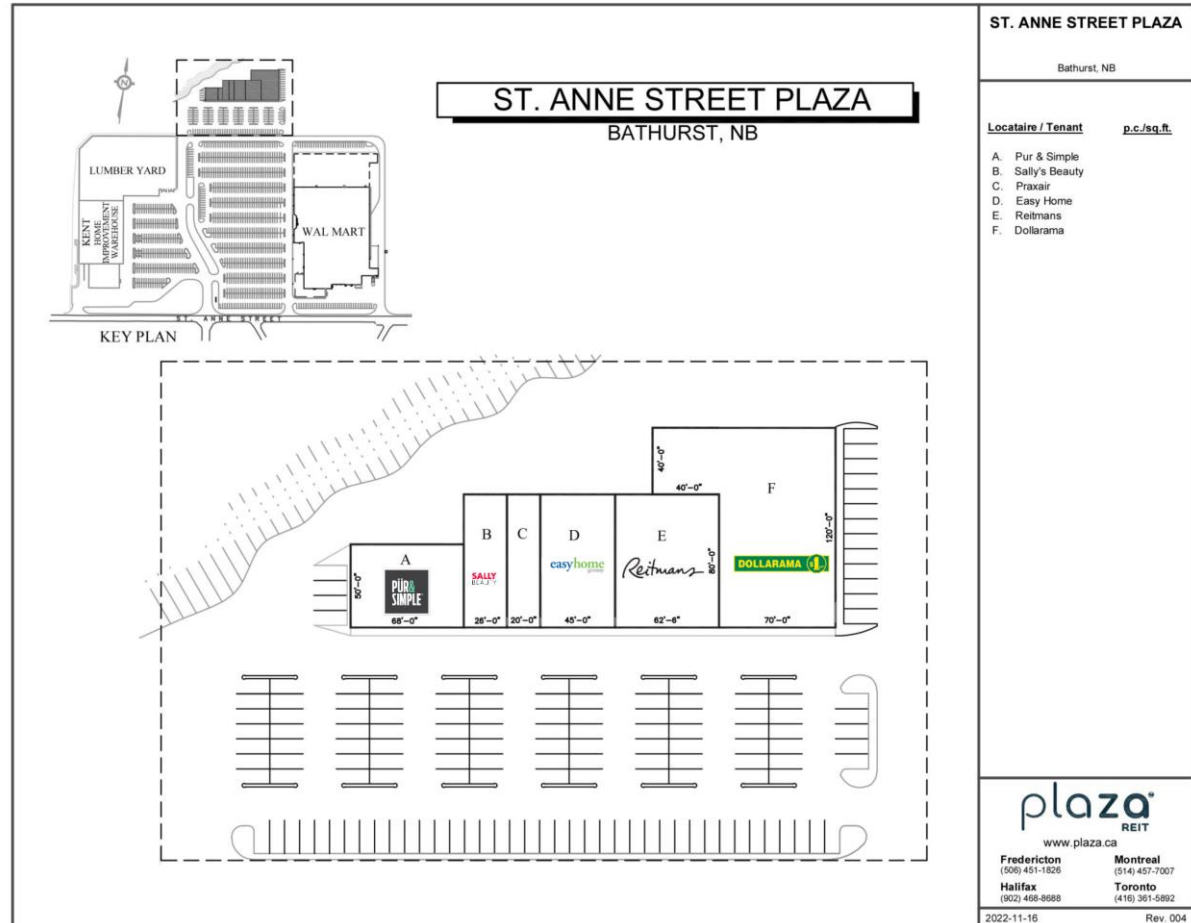 ST. ANNE STREET PLAZA
Bathurst, NB
Locataire / Tenant p.c./sq.ft.
A. Pur & Simple
B. Sally's Beauty
C. Praxair
D. Easy Home
E. Reitmans
F. Dollarama
ST. ANNE STREET PLAZA
BATHURST, NB
N
LUMBER YARD
KENT
HOME
IMPROVEMENT
WAREHOUSE
WAL MART
ST. ANNE STREET
KEY PLAN
F
40'-0"
40'-0"
120'-0"
DOLLARAMA
70'-0"
E
Reitmans
80'-0"
62'-6"
D
easyhome
45'-0"
C
20'-0"
B
SALLY
BEAUTY
26'-0"
A
PÜR&
SIMPLE
50'-0"
68'-0"
plaza
REIT
www.plaza.ca
Fredericton
(506) 451-1826
Montreal
(514) 457-7007
Halifax
(902) 468-8688
Toronto
(416) 361-5892
2022-11-16 Rev. 004